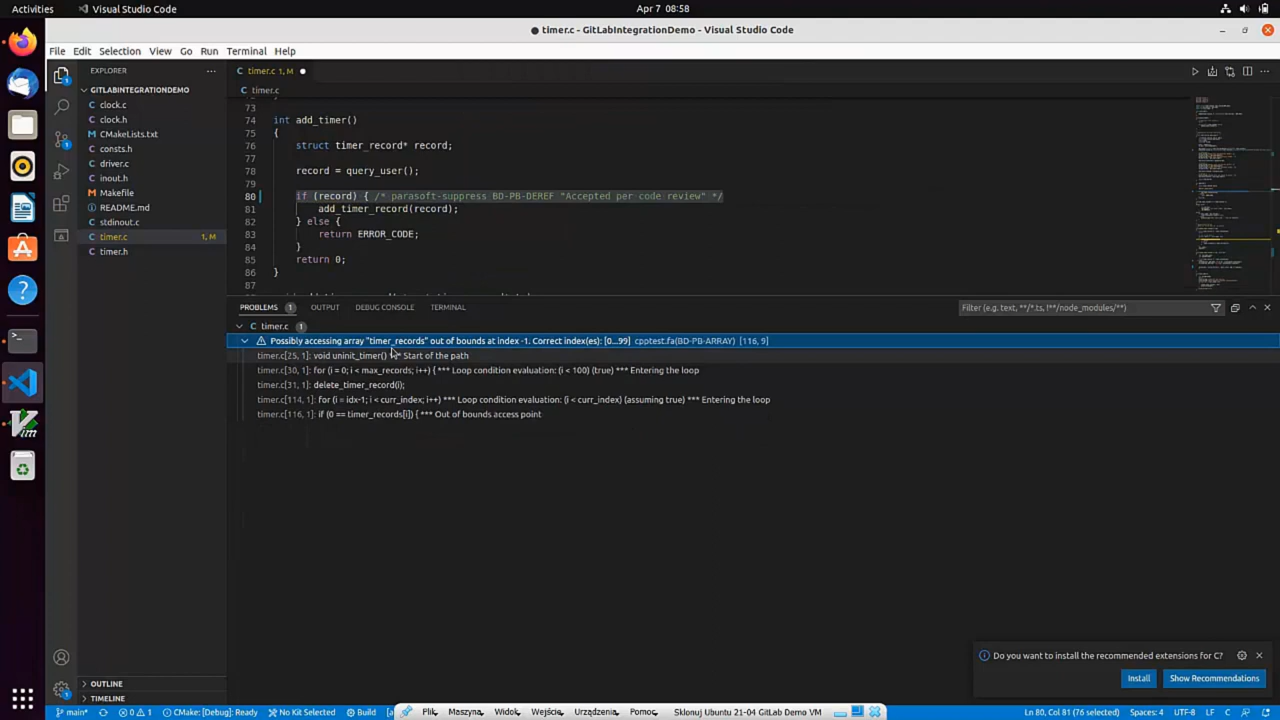 Activities
Visual Studio Code
Apr 7 08:58
● timer.c - GitLabIntegrationDemo - Visual Studio Code
File Edit Selection View Go Run Terminal Help
EXPLORER
GITLABINTEGRATIONDEMO
clock.c
clock.h
CMakeLists.txt
consts.h
driver.c
inout.h
Makefile
README.md
stdinout.c
timer.c 1, M
timer.h
OUTLINE
TIMELINE
timer.c 1, M ●
timer.c
73
74 int add_timer()
75 {
76 struct timer_record* record;
77
78 record = query_user();
79
80 if (record) { /* parasoft-suppress BD-PB-DEREF "Accepted per code review" */
81 add_timer_record(record);
82 } else {
83 return ERROR_CODE;
84 }
85 return 0;
86 }
87
PROBLEMS 1 OUTPUT DEBUG CONSOLE TERMINAL
Filter (e.g. text, **/*.ts, !**/node_modules/**)
timer.c 1
Possibly accessing array "timer_records" out of bounds at index -1. Correct index(es): [0...99] cpptest.fa(BD-PB-ARRAY) [116, 9]
timer.c[25, 1]: void uninit_timer() *** Start of the path
timer.c[30, 1]: for (i = 0; i < max_records; i++) { *** Loop condition evaluation: (i < 100) (true) *** Entering the loop
timer.c[31, 1]: delete_timer_record(i);
timer.c[114, 1]: for (i = idx-1; i < curr_index; i++) *** Loop condition evaluation: (i < curr_index) (assuming true) *** Entering the loop
timer.c[116, 1]: if (0 == timer_records[i]) { *** Out of bounds access point
Do you want to install the recommended extensions for C?
Install
Show Recommendations
main* 0 1 CMake: [Debug]: Ready No Kit Selected Build
Plik Maszyna Widok Wejście Urządzenia Pomoc Sklonuj Ubuntu 21-04 GitLab Demo VM
Ln 80, Col 81 (76 selected) Spaces: 4 UTF-8 LF C